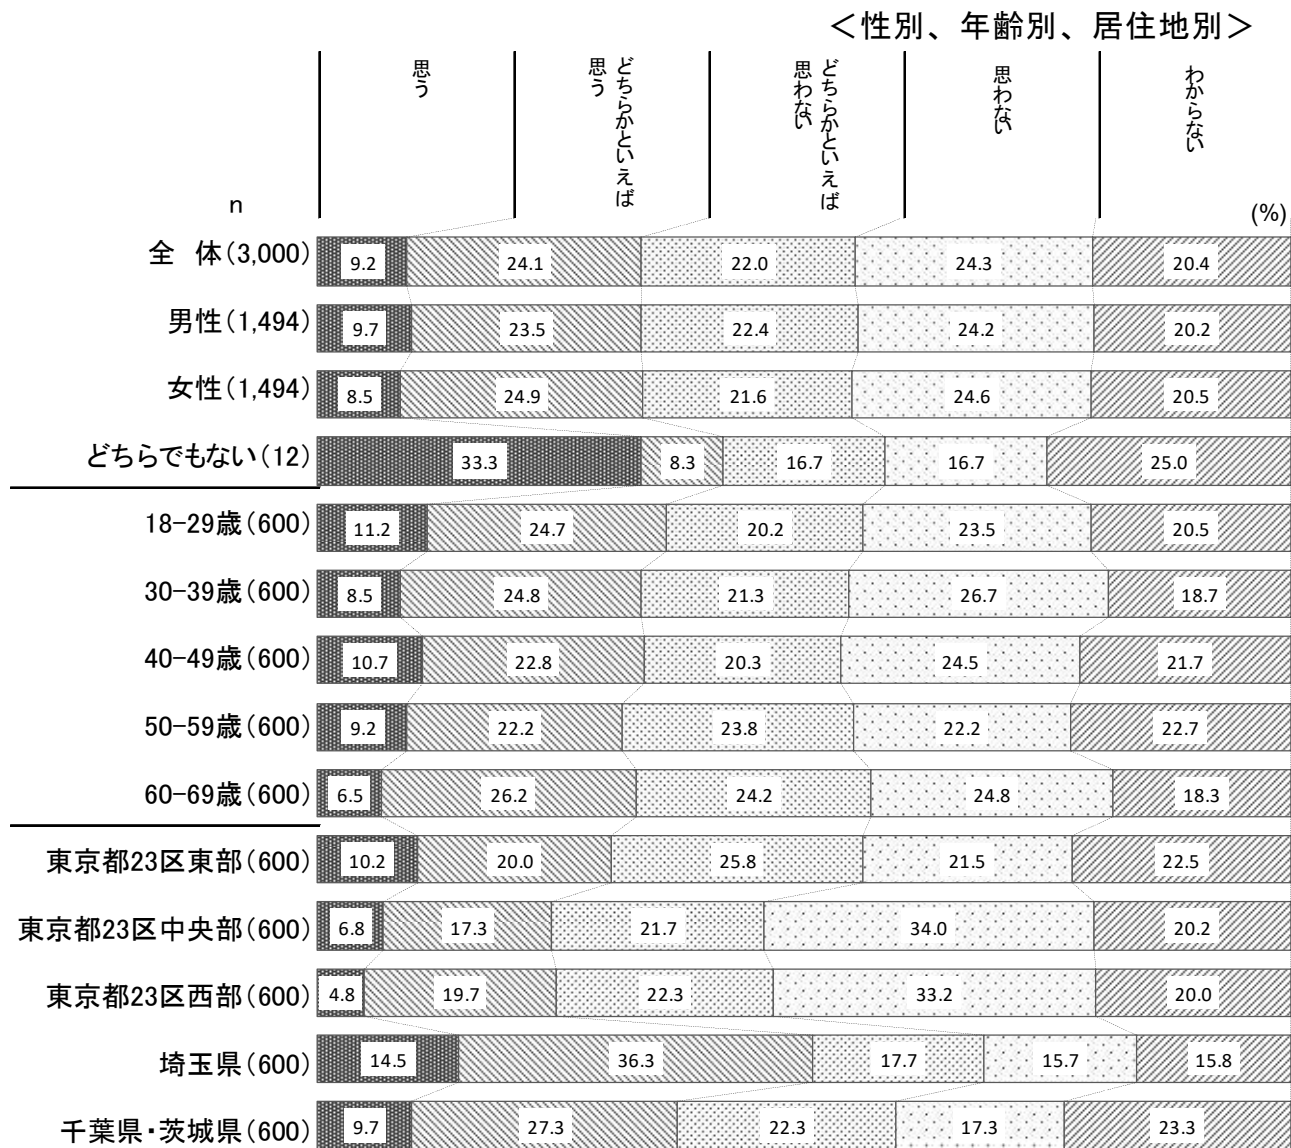 ＜性別、年齢別、居住地別＞
思う
どちらかといえば
思う
どちらかといえば
思わない
思わない
わからない
n
(%)
全　体(3,000) 9.2 24.1 22.0 24.3 20.4
男性(1,494) 9.7 23.5 22.4 24.2 20.2
女性(1,494) 8.5 24.9 21.6 24.6 20.5
どちらでもない(12) 33.3 8.3 16.7 16.7 25.0
18-29歳(600) 11.2 24.7 20.2 23.5 20.5
30-39歳(600) 8.5 24.8 21.3 26.7 18.7
40-49歳(600) 10.7 22.8 20.3 24.5 21.7
50-59歳(600) 9.2 22.2 23.8 22.2 22.7
60-69歳(600) 6.5 26.2 24.2 24.8 18.3
東京都23区東部(600) 10.2 20.0 25.8 21.5 22.5
東京都23区中央部(600) 6.8 17.3 21.7 34.0 20.2
東京都23区西部(600) 4.8 19.7 22.3 33.2 20.0
埼玉県(600) 14.5 36.3 17.7 15.7 15.8
千葉県・茨城県(600) 9.7 27.3 22.3 17.3 23.3